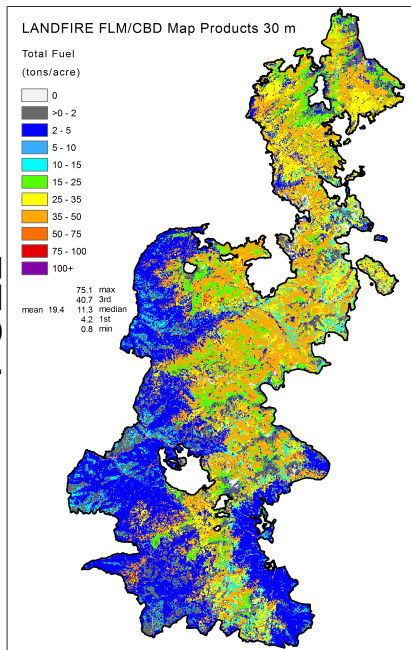 LANDFIRE FLM/CBD Map Products 30 m
Total Fuel
(tons/acre)
0
>0 - 2
2 - 5
5 - 10
10 - 15
15 - 25
25 - 35
35 - 50
50 - 75
75 - 100
100+
75.1 max
40.7 3rd
mean 19.4 11.3 median
4.2 1st
0.8 min